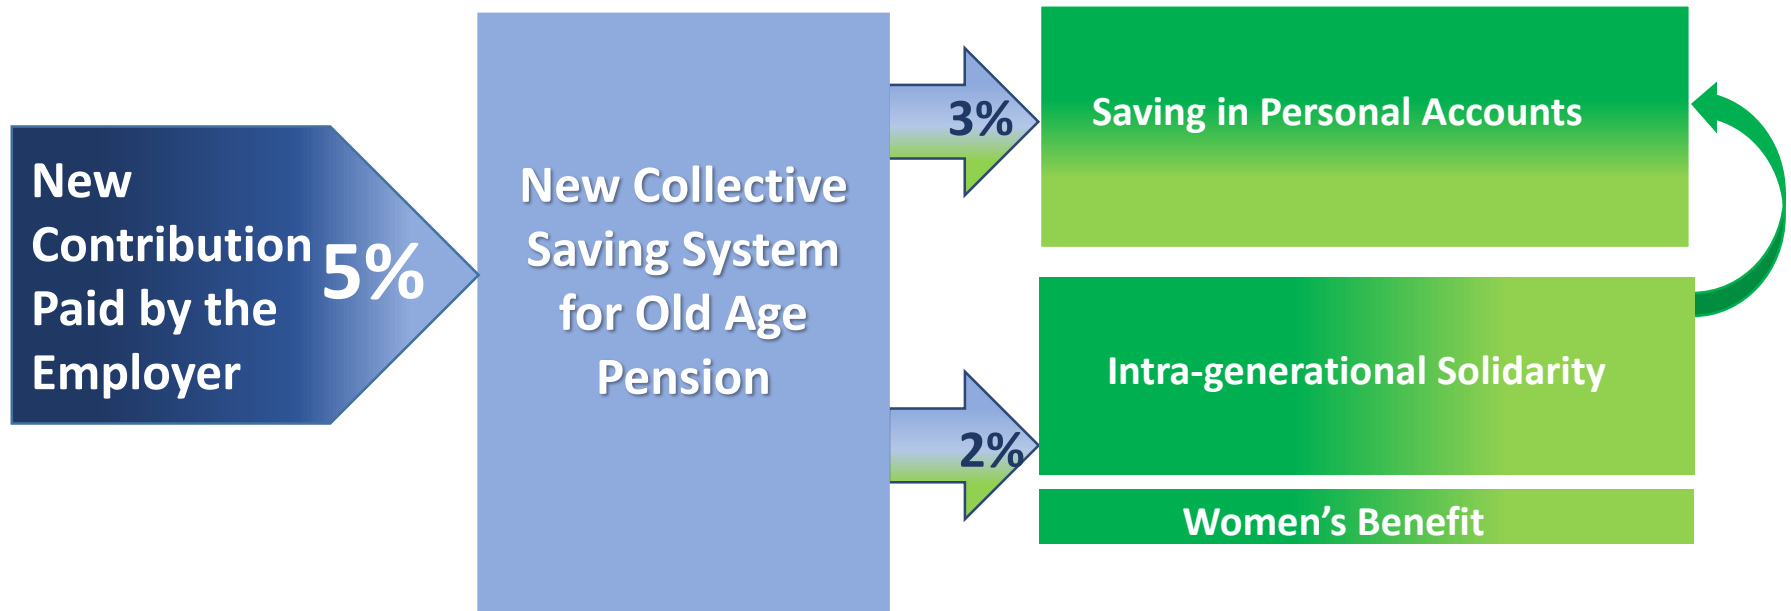 New
Contribution
Paid by the
Employer
5%
New Collective
Saving System
for Old Age
Pension
3%
2%
Saving in Personal Accounts
Intra-generational Solidarity
Women’s Benefit